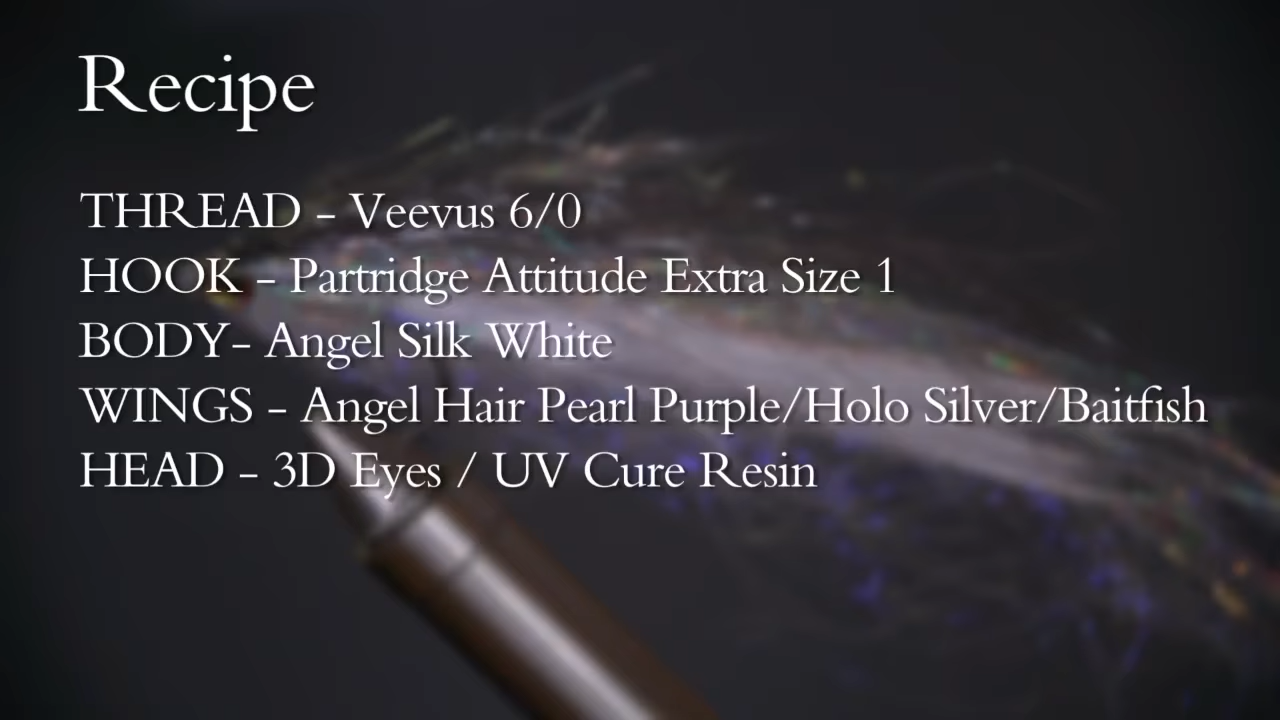 Recipe
THREAD - Veevus 6/0
HOOK - Partridge Attitude Extra Size 1
BODY- Angel Silk White
WINGS - Angel Hair Pearl Purple/Holo Silver/Baitfish
HEAD - 3D Eyes / UV Cure Resin